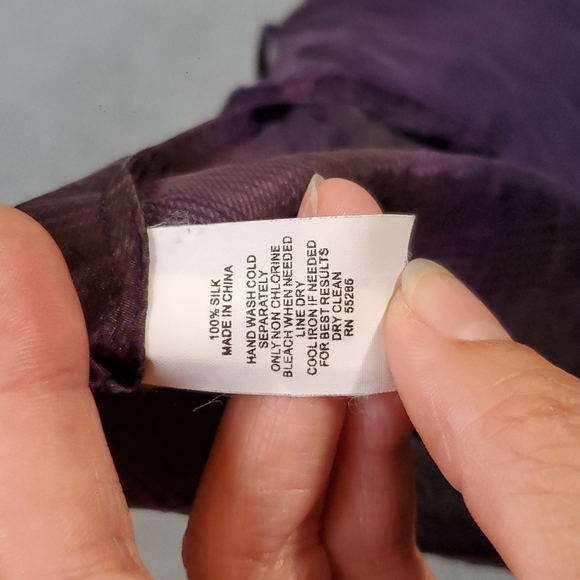 100% SILK
MADE IN CHINA
HAND WASH COLD
SEPARATELY
ONLY NON CHLORINE
BLEACH WHEN NEEDED
LINE DRY
COOL IRON IF NEEDED
FOR BEST RESULTS
DRY CLEAN
RN 55286